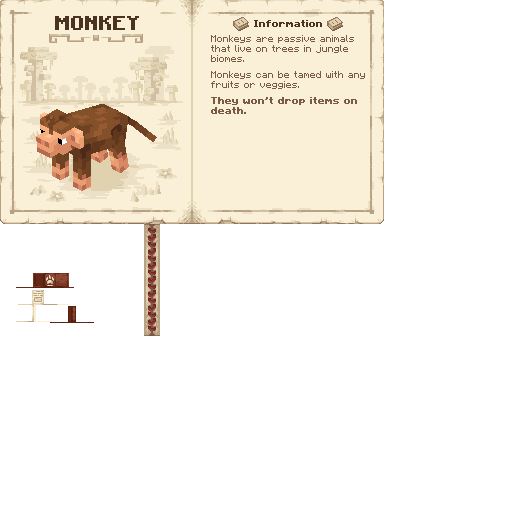 MONKEY
Information
Monkeys are passive animals
that live on trees in jungle
biomes.
Monkeys can be tamed with any
fruits or veggies.
They won't drop items on
death.